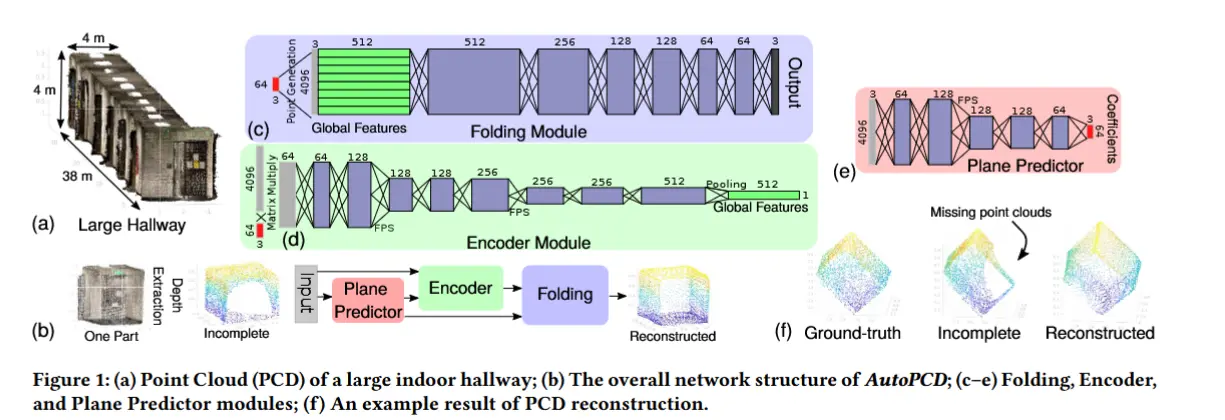 4 m
4 m
38 m
(a)
Large Hallway
3
512
512
256
128
128
64
64
3
64
3
Point Generation
4096
Output
Global Features
(c)
Folding Module
4096
64
3
Matrix Multiply
64
64
128
FPS
128
128
256
FPS
256
256
512
Pooling
512
1
Global Features
(d)
Encoder Module
3
64
128
FPS
128
128
64
3
64
4096
Coefficients
Plane Predictor
(e)
(b)
One Part
Depth
Extraction
Incomplete
Input
Plane
Predictor
Encoder
Folding
Reconstructed
Missing point clouds
(f)
Ground-truth
Incomplete
Reconstructed
Figure 1: (a) Point Cloud (PCD) of a large indoor hallway; (b) The overall network structure of AutoPCD; (c–e) Folding, Encoder,
and Plane Predictor modules; (f) An example result of PCD reconstruction.